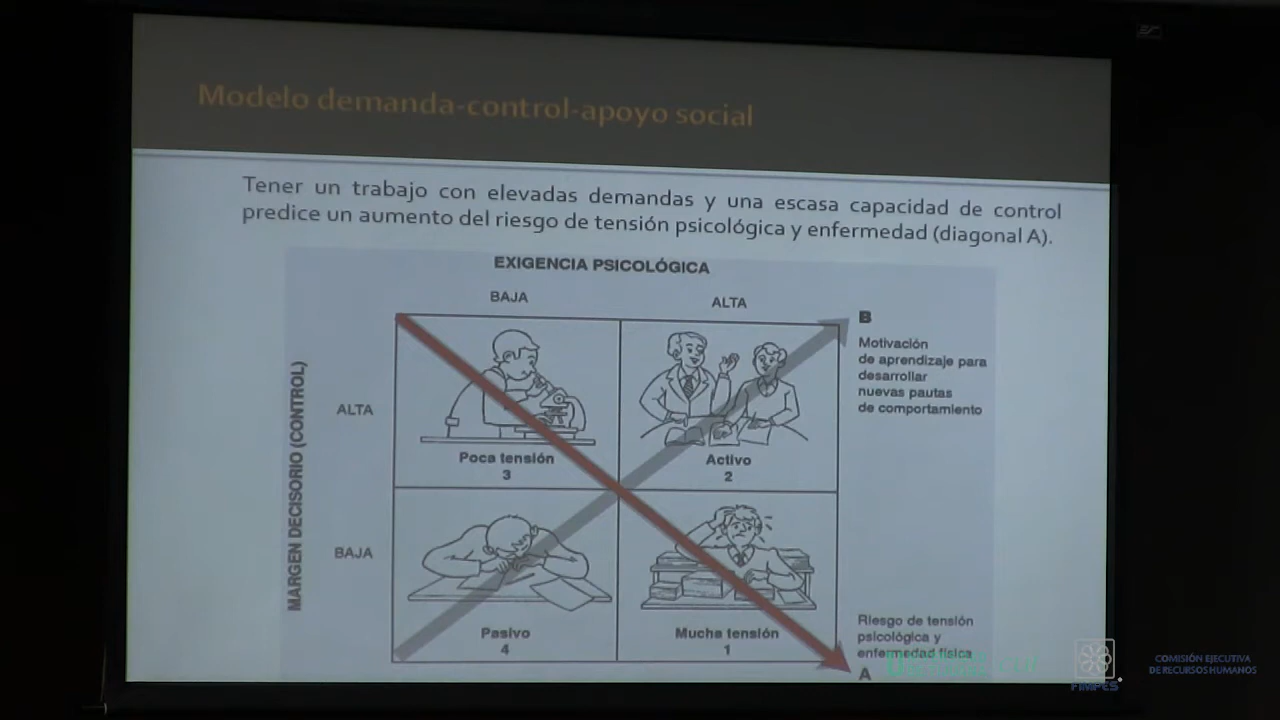 Modelo demanda-control-apoyo social
Tener un trabajo con elevadas demandas y una escasa capacidad de control
predice un aumento del riesgo de tensión psicológica y enfermedad (diagonal A).
EXIGENCIA PSICOLÓGICA
BAJA
ALTA
B
Motivación
de aprendizaje para
desarrollar
nuevas pautas
de comportamiento
MARGEN DECISORIO (CONTROL)
ALTA
Poca tensión
3
Activo
2
BAJA
Pasivo
4
Mucha tensión
1
Riesgo de tensión
psicológica y
enfermedad física
A
FIMPES
COMISIÓN EJECUTIVA
DE RECURSOS HUMANOS